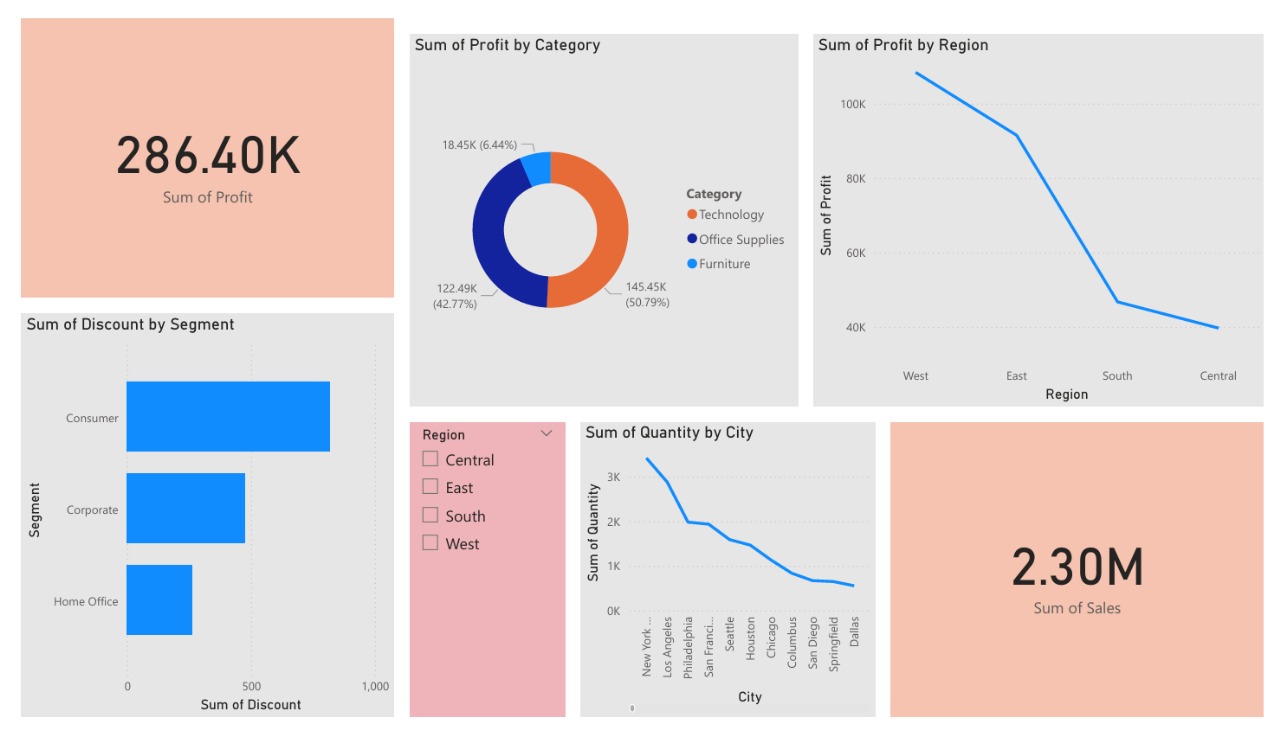 286.40K
Sum of Profit
Sum of Profit by Category
18.45K (6.44%)
122.49K
(42.77%)
145.45K
(50.79%)
Category
Technology
Office Supplies
Furniture
Sum of Profit by Region
Sum of Profit
100K
80K
60K
40K
West
East
South
Central
Region
Sum of Discount by Segment
Segment
Consumer
Corporate
Home Office
0
500
1,000
Sum of Discount
Region
Central
East
South
West
Sum of Quantity by City
Sum of Quantity
3K
2K
1K
0K
New York ...
Los Angeles
Philadelphia
San Franci...
Seattle
Houston
Chicago
Columbus
San Diego
Springfield
Dallas
City
2.30M
Sum of Sales